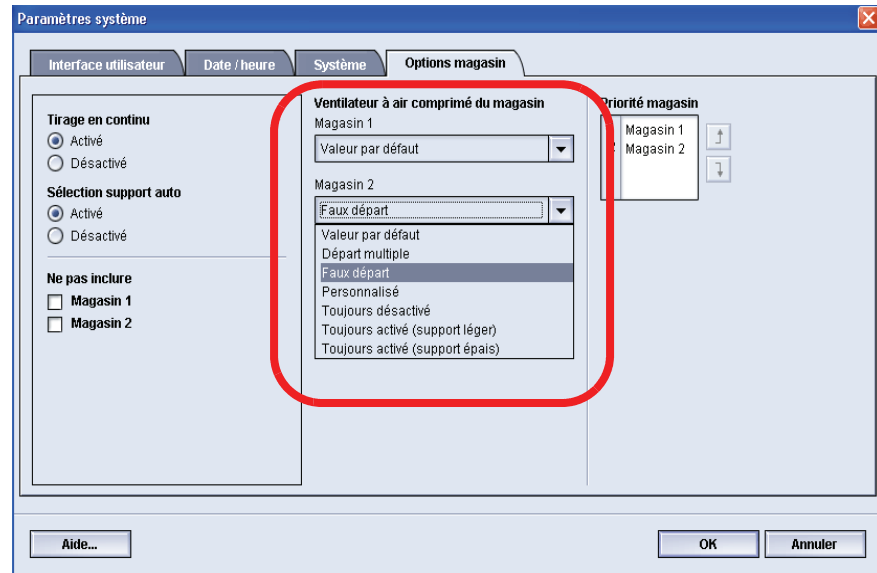 Paramètres système
Interface utilisateur
Date / heure
Système
Options magasin
Tirage en continu
Activé
Désactivé
Sélection support auto
Activé
Désactivé
Ne pas inclure
Magasin 1
Magasin 2
Ventilateur à air comprimé du magasin
Magasin 1
Valeur par défaut
Magasin 2
Faux départ
Valeur par défaut
Départ multiple
Faux départ
Personnalisé
Toujours désactivé
Toujours activé (support léger)
Toujours activé (support épais)
Priorité magasin
Magasin 1
Magasin 2
Aide...
OK
Annuler